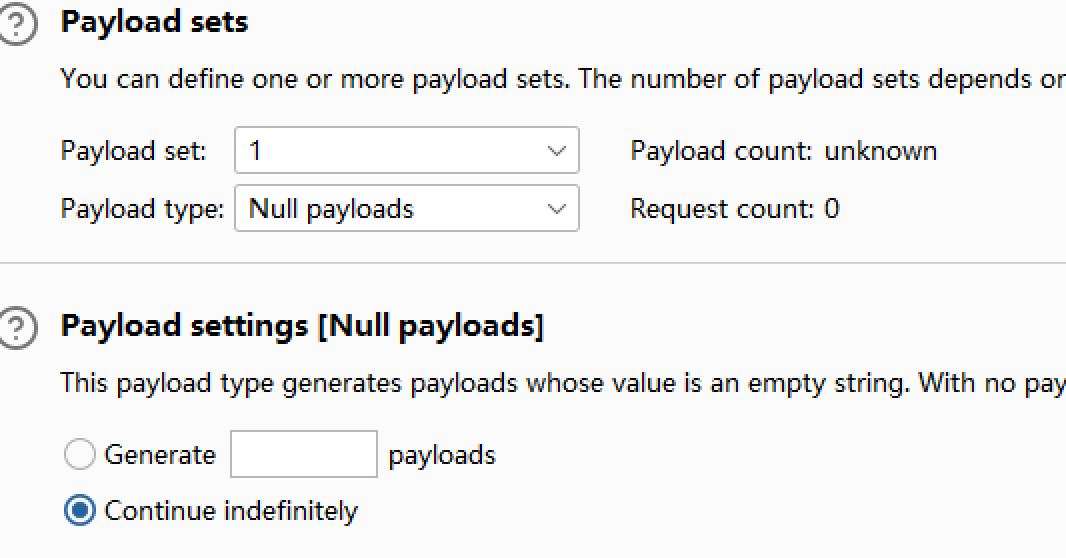 Payload sets
You can define one or more payload sets. The number of payload sets depends or
Payload set: 1 Payload count: unknown
Payload type: Null payloads Request count: 0
Payload settings [Null payloads]
This payload type generates payloads whose value is an empty string. With no pay
Generate payloads
Continue indefinitely